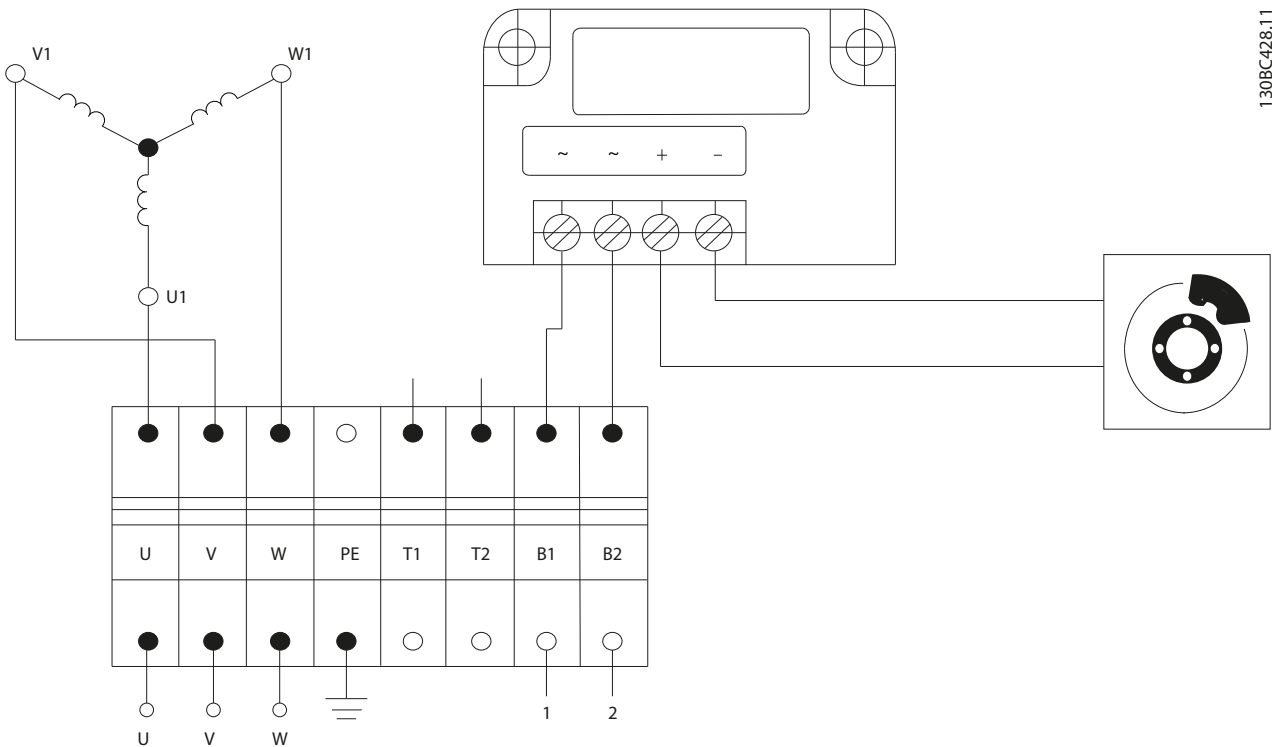 130BC428.11
V1
W1
~ ~ + –
U1
U V W PE T1 T2 B1 B2
1 2
U V W